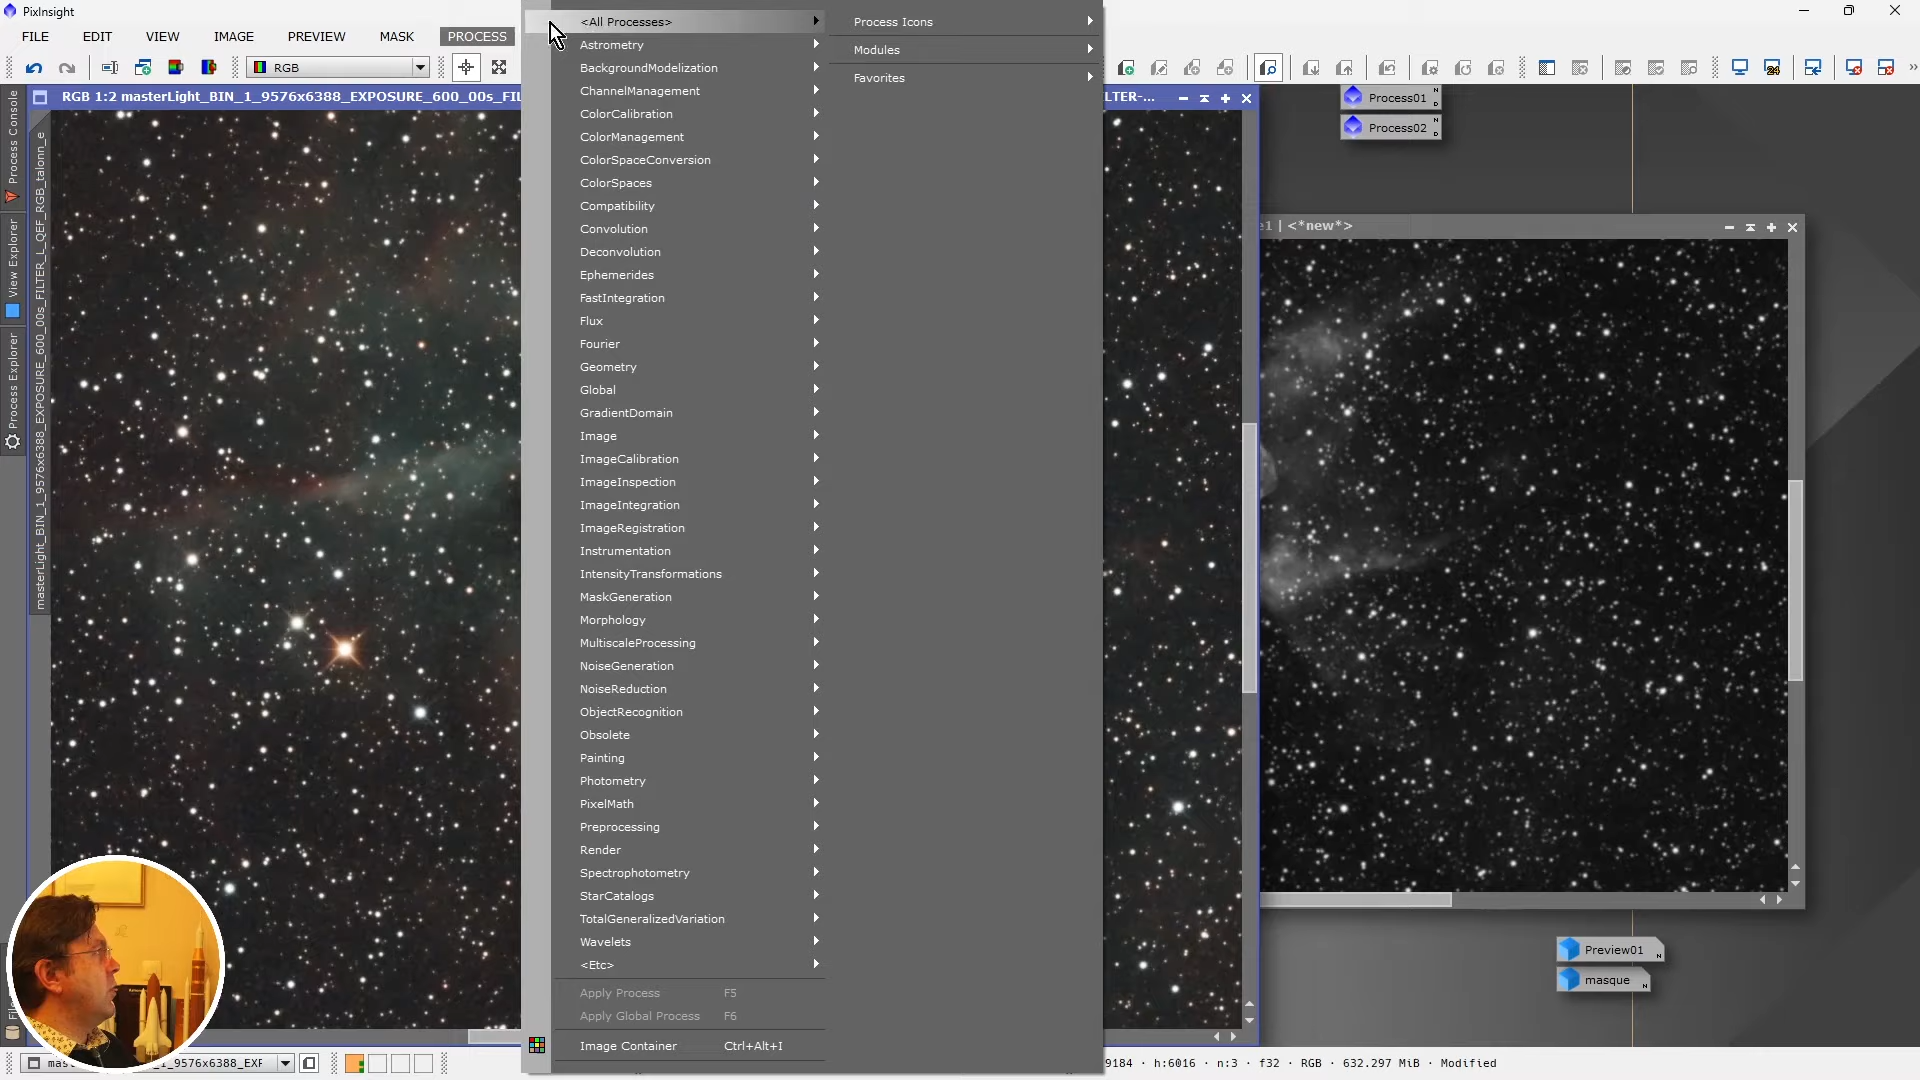 PixInsight
FILE
EDIT
VIEW
IMAGE
PREVIEW
MASK
PROCESS
RGB
RGB 1:2 masterLight_BIN_1_9576x6388_EXPOSURE_600_00s_FIL
LTER-...
Process Console
View Explorer
Process Explorer
masterLight_BIN_1_9576x6388_EXPOSURE_600_00s_FILTER_L_QEF_RGB_talonn_e
<All Processes>
Astrometry
BackgroundModelization
ChannelManagement
ColorCalibration
ColorManagement
ColorSpaceConversion
ColorSpaces
Compatibility
Convolution
Deconvolution
Ephemerides
FastIntegration
Flux
Fourier
Geometry
Global
GradientDomain
Image
ImageCalibration
ImageInspection
ImageIntegration
ImageRegistration
Instrumentation
IntensityTransformations
MaskGeneration
Morphology
MultiscaleProcessing
NoiseGeneration
NoiseReduction
ObjectRecognition
Obsolete
Painting
Photometry
PixelMath
Preprocessing
Render
Spectrophotometry
StarCatalogs
TotalGeneralizedVariation
Wavelets
<Etc>
Apply Process F5
Apply Global Process F6
Image Container Ctrl+Alt+I
Process Icons
Modules
Favorites
Process01
Process02
e1 | <*new*>
Preview01
masque
_1_9576x6388_EXP
9184 · h:6016 · n:3 · f32 · RGB · 632.297 MiB · Modified